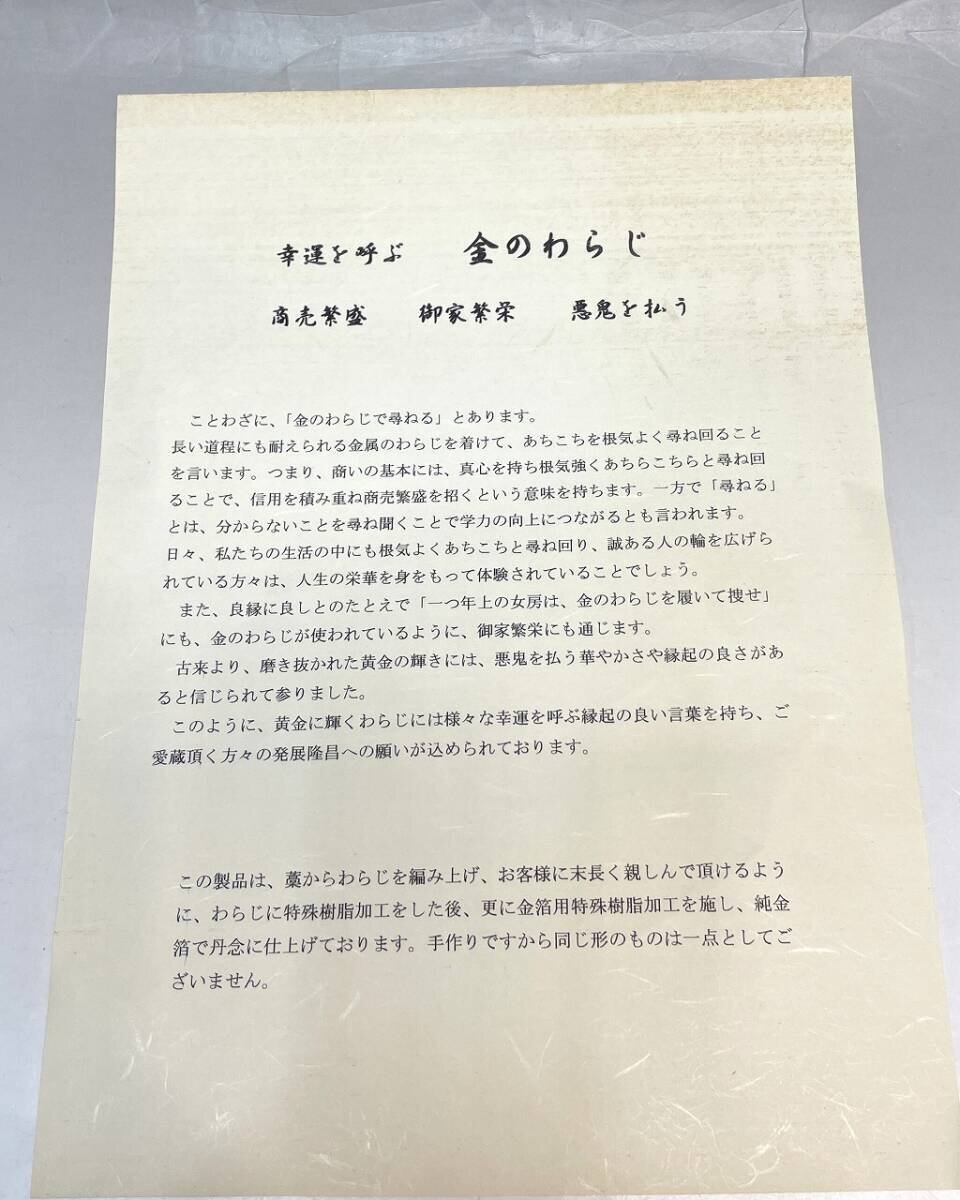 幸運を呼ぶ　金のわらじ
商売繁盛　御家繁栄　悪鬼を払う
ことわざに、「金のわらじで尋ねる」とあります。
長い道程にも耐えられる金属のわらじを着けて、あちこちを根気よく尋ね回ること
を言います。つまり、商いの基本には、真心を持ち根気強くあちらこちらと尋ね回
ることで、信用を積み重ね商売繁盛を招くという意味を持ちます。一方で「尋ねる」
とは、分からないことを尋ね聞くことで学力の向上につながるとも言われます。
日々、私たちの生活の中にも根気よくあちこちと尋ね回り、誠ある人の輪を広げら
れている方々は、人生の栄華を身をもって体験されていることでしょう。
また、良縁に良しとのたとえで「一つ年上の女房は、金のわらじを履いて捜せ」
にも、金のわらじが使われているように、御家繁栄にも通じます。
古来より、磨き抜かれた黄金の輝きには、悪鬼を払う華やかさや縁起の良さがあ
ると信じられて参りました。
このように、黄金に輝くわらじには様々な幸運を呼ぶ縁起の良い言葉を持ち、ご
愛蔵頂く方々の発展隆昌への願いが込められております。
この製品は、藁からわらじを編み上げ、お客様に末長く親しんで頂けるよう
に、わらじに特殊樹脂加工をした後、更に金箔用特殊樹脂加工を施し、純金
箔で丹念に仕上げております。手作りですから同じ形のものは一点としてご
ざいません。